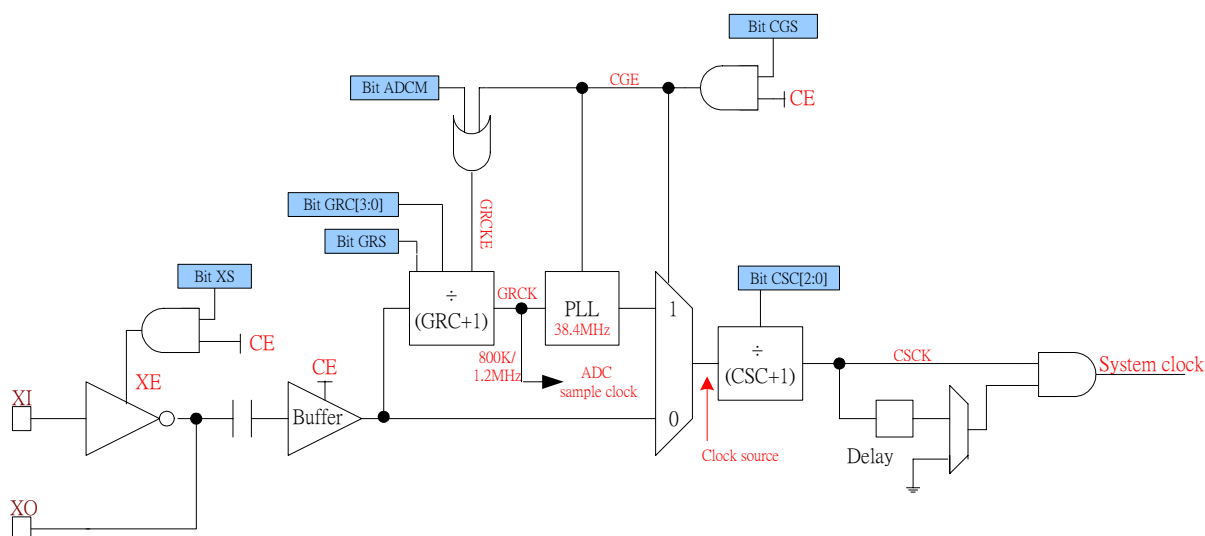 Bit CGS
Bit ADCM
CGE
CE
Bit GRC[3:0]
Bit GRS
GRCKE
Bit XS
CE
XE
÷
(GRC+1)
GRCK
800K/
1.2MHz
ADC
sample clock
PLL
38.4MHz
1
0
Clock source
Bit CSC[2:0]
÷
(CSC+1)
CSCK
System clock
Delay
XI
CE
Buffer
XO